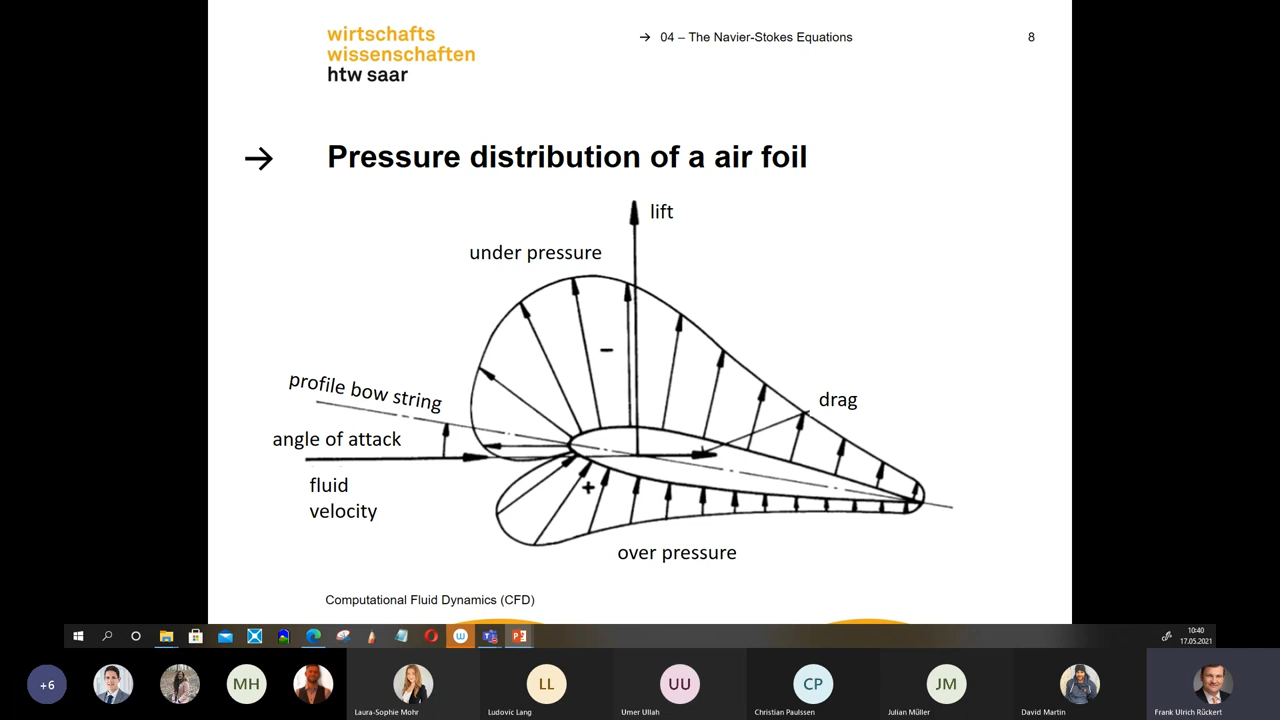 wirtschafts
wissenschaften
htw saar
→ 04 – The Navier-Stokes Equations
8
→ Pressure distribution of a air foil
lift
under pressure
−
profile bow string
drag
angle of attack
fluid
velocity
+
over pressure
Computational Fluid Dynamics (CFD)
10:40
17.05.2021
+6
MH
LL
UU
CP
JM
Laura-Sophie Mohr
Ludovic Lang
Umer Ullah
Christian Paulssen
Julian Müller
David Martin
Frank Ulrich Rückert